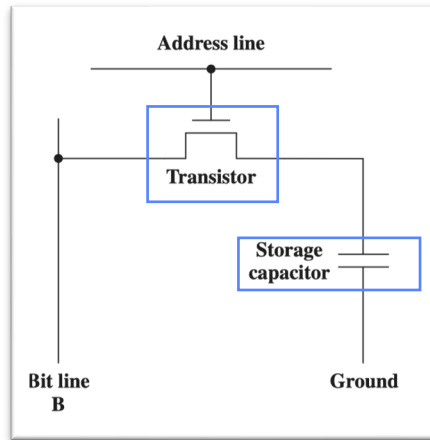 Address line
Transistor
Storage
capacitor
Bit line
B
Ground